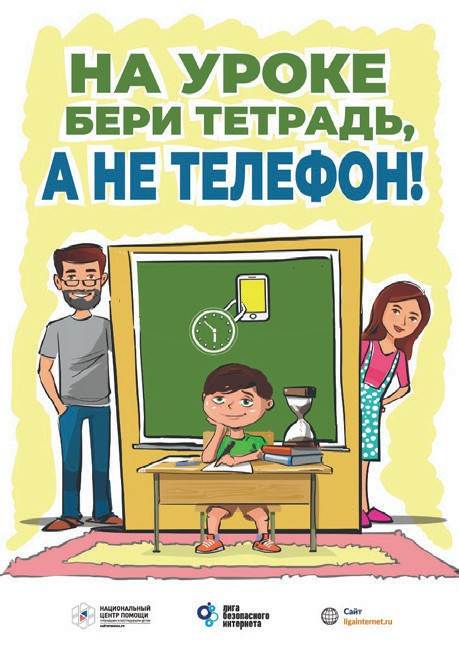 НА УРОКЕ
БЕРИ ТЕТРАДЬ,
А НЕ ТЕЛЕФОН!
НАЦИОНАЛЬНЫЙ
ЦЕНТР ПОМОЩИ
лига
безопасного
интернета
Сайт
ligainternet.ru